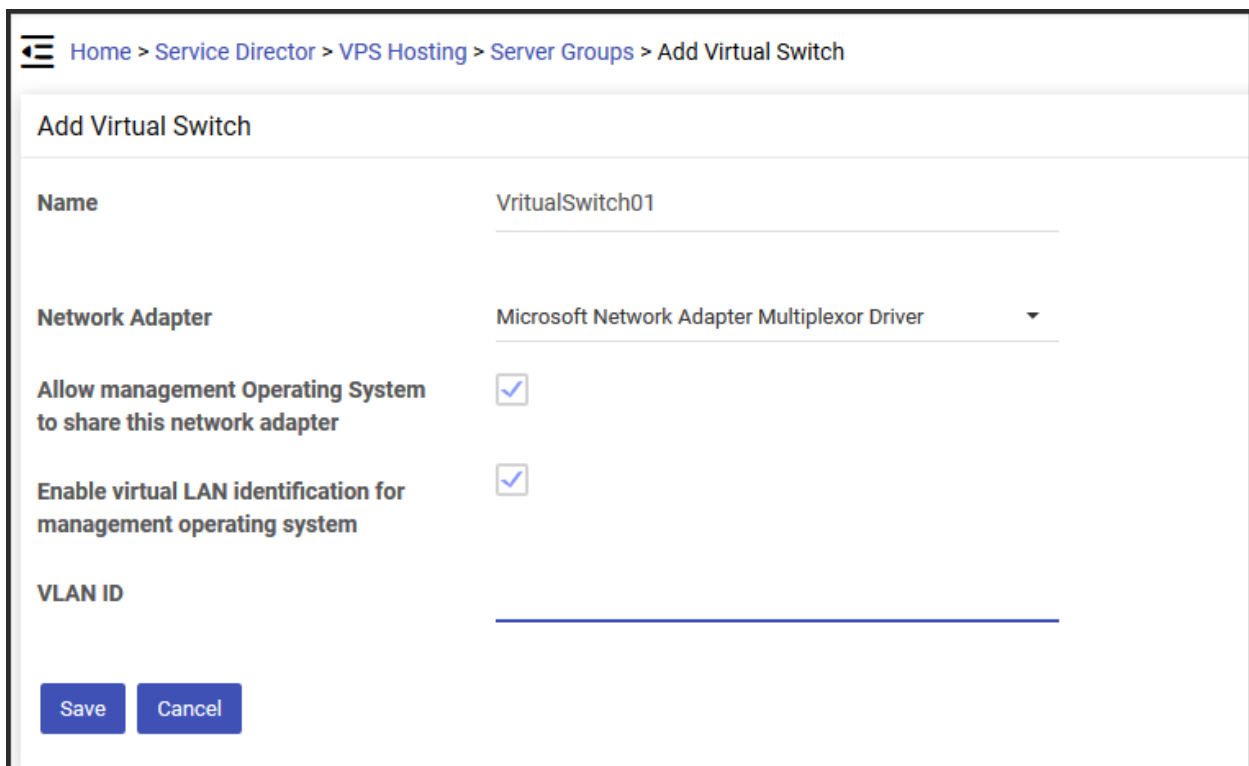 Home > Service Director > VPS Hosting > Server Groups > Add Virtual Switch
Add Virtual Switch
Name
VritualSwitch01
Network Adapter
Microsoft Network Adapter Multiplexor Driver
Allow management Operating System
to share this network adapter
Enable virtual LAN identification for
management operating system
VLAN ID
Save
Cancel